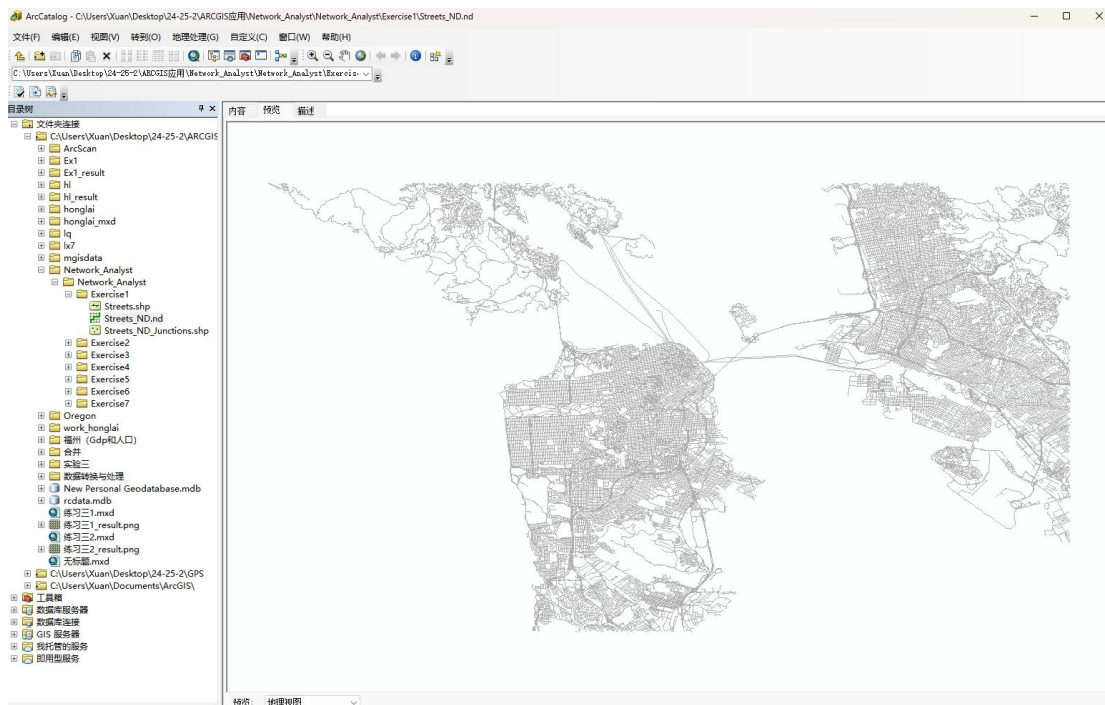 ArcCatalog - C:\Users\Xuan\Desktop\24-25-2\ARCGIS应用\Network_Analyst\Network_Analyst\Exercise1\Streets_ND.nd
文件(F) 编辑(E) 视图(V) 转到(O) 地理处理(G) 自定义(C) 窗口(W) 帮助(H)
C:\Users\Xuan\Desktop\24-25-2\ARCGIS应用\Network_Analyst\Network_Analyst\Exercis
目录树
内容 预览 描述
文件夹连接
C:\Users\Xuan\Desktop\24-25-2\ARCGIS
ArcScan
Ex1
Ex1_result
hl
hl_result
honglai
honglai_mxd
lq
lx7
mgisdata
Network_Analyst
Network_Analyst
Exercise1
Streets.shp
Streets_ND.nd
Streets_ND_Junctions.shp
Exercise2
Exercise3
Exercise4
Exercise5
Exercise6
Exercise7
Oregon
work_honglai
福州（Gdp和人口）
合并
实验三
数据转换与处理
New Personal Geodatabase.mdb
rcdata.mdb
练习三1.mxd
练习三1_result.png
练习三2.mxd
练习三2_result.png
无标题.mxd
C:\Users\Xuan\Desktop\24-25-2\GPS
C:\Users\Xuan\Documents\ArcGIS\
工具箱
数据库服务器
数据库连接
GIS 服务器
我托管的服务
即用型服务
预览: 地理视图